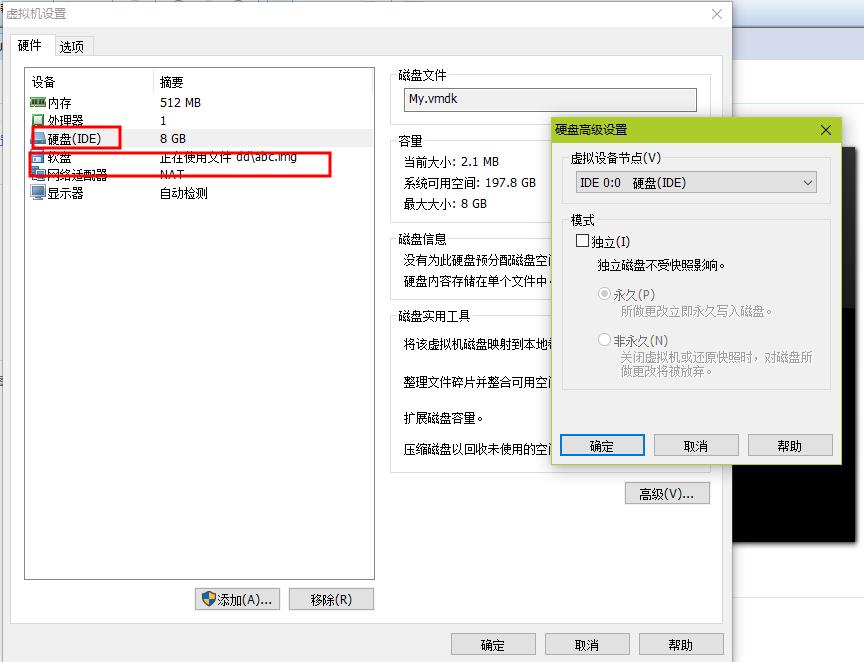 虚拟机设置
硬件 选项
设备 摘要
内存 512 MB
处理器 1
硬盘(IDE) 8 GB
软盘 正在使用文件 dd\abc.img
网络适配器 NAT
显示器 自动检测
添加(A)... 移除(R)
磁盘文件
My.vmdk
容量
当前大小: 2.1 MB
系统可用空间: 197.8 GB
最大大小: 8 GB
磁盘信息
没有为此硬盘预分配磁盘空间
硬盘内容存储在单个文件中。
磁盘实用工具
将该虚拟机磁盘映射到本地
整理文件碎片并整合可用空间
扩展磁盘容量。
压缩磁盘以回收未使用的空间
高级(V)...
确定 取消 帮助
硬盘高级设置
虚拟设备节点(V)
IDE 0:0 硬盘(IDE)
模式
独立(I)
独立磁盘不受快照影响。
永久(P)
所做更改立即永久写入磁盘。
非永久(N)
关闭虚拟机或还原快照时，对磁盘所
做更改将被放弃。
确定 取消 帮助